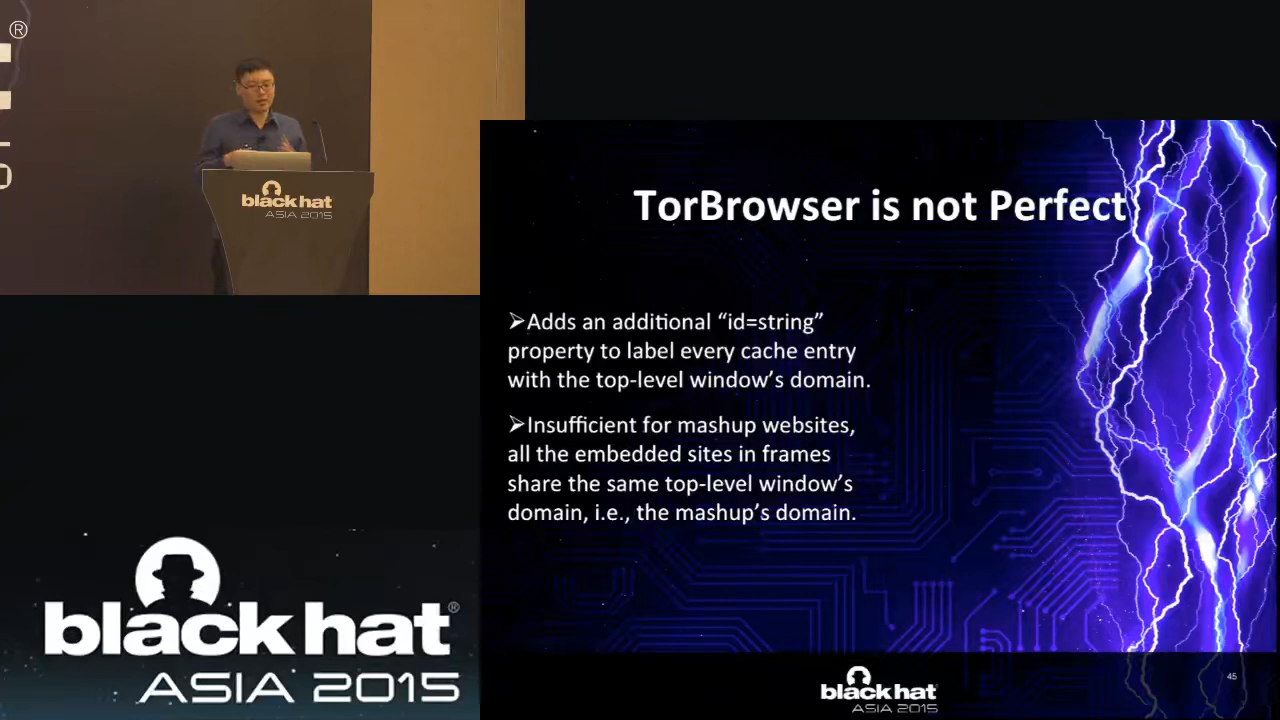 ®
black hat
ASIA 2015
TorBrowser is not Perfect
➢Adds an additional “id=string”
property to label every cache entry
with the top-level window’s domain.
➢Insufficient for mashup websites,
all the embedded sites in frames
share the same top-level window’s
domain, i.e., the mashup’s domain.
black hat®
ASIA 2015
black hat
ASIA 2015
45